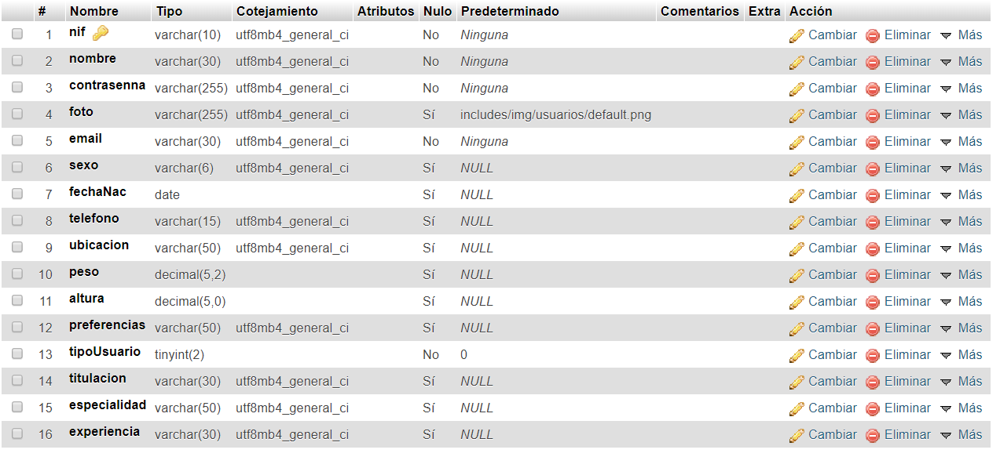 # Nombre Tipo Cotejamiento Atributos Nulo Predeterminado Comentarios Extra Acción
1 nif varchar(10) utf8mb4_general_ci No Ninguna Cambiar Eliminar Más
2 nombre varchar(30) utf8mb4_general_ci No Ninguna Cambiar Eliminar Más
3 contrasenna varchar(255) utf8mb4_general_ci No Ninguna Cambiar Eliminar Más
4 foto varchar(255) utf8mb4_general_ci Sí includes/img/usuarios/default.png Cambiar Eliminar Más
5 email varchar(30) utf8mb4_general_ci No Ninguna Cambiar Eliminar Más
6 sexo varchar(6) utf8mb4_general_ci Sí NULL Cambiar Eliminar Más
7 fechaNac date Sí NULL Cambiar Eliminar Más
8 telefono varchar(15) utf8mb4_general_ci Sí NULL Cambiar Eliminar Más
9 ubicacion varchar(50) utf8mb4_general_ci Sí NULL Cambiar Eliminar Más
10 peso decimal(5,2) Sí NULL Cambiar Eliminar Más
11 altura decimal(5,0) Sí NULL Cambiar Eliminar Más
12 preferencias varchar(50) utf8mb4_general_ci Sí NULL Cambiar Eliminar Más
13 tipoUsuario tinyint(2) No 0 Cambiar Eliminar Más
14 titulacion varchar(30) utf8mb4_general_ci Sí NULL Cambiar Eliminar Más
15 especialidad varchar(50) utf8mb4_general_ci Sí NULL Cambiar Eliminar Más
16 experiencia varchar(30) utf8mb4_general_ci Sí NULL Cambiar Eliminar Más